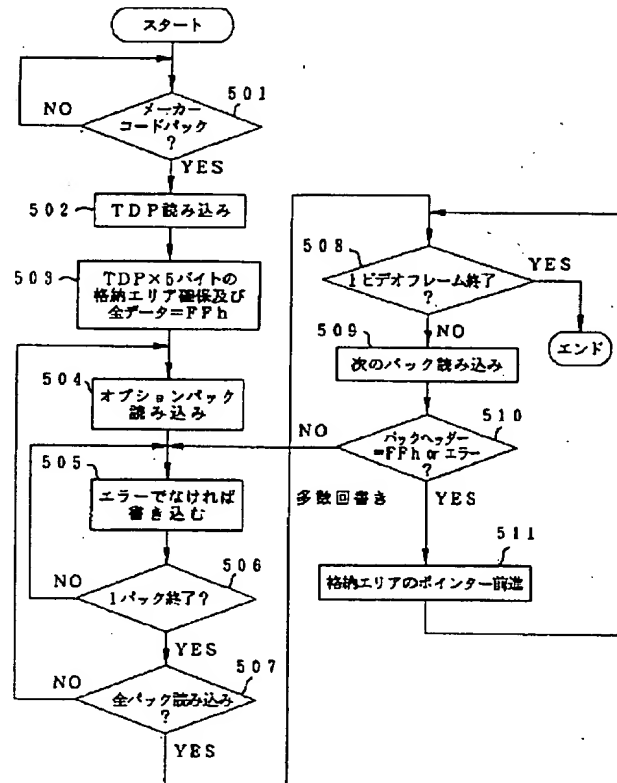 スタート
501
NO
メーカー
コードパック
?
YES
502
TDP読み込み
503
TDP×5バイトの
格納エリア確保及び
全データ=FFh
504
オプションパック
読み込み
505
エラーでなければ
書き込む
506
NO
1パック終了?
YES
507
NO
全パック読み込み
?
YES
508
1ビデオフレーム終了
?
YES
エンド
NO
509
次のパック読み込み
510
NO
パックヘッダー
=FFh or エラー
?
多数回書き
YES
511
格納エリアのポインター前進